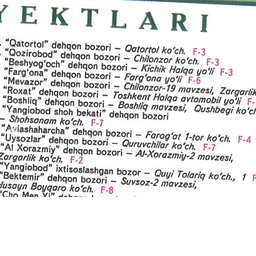 YEKTLARI
"Qatortol" dehqon bozori – Qatortol ko'ch. F-3
"Qozirobod" dehqon bozori – Chilonzor ko'ch. F-3
"Beshyog'och" dehqon bozori – Kichik Halqa yo'li F-3
"Farg'ona" dehqon bozori – Farg'ona yo'li F-6
"Mevazor" dehqon bozori – Chilonzor-19 mavzesi, Zargarlik
"Roxat" dehqon bozori – Toshkent Halqa avtomobil yo'li F-
"Boshliq" dehqon bozori – Boshliq mavzesi, Qushbegi ko'ch
"Yangiobod shoh bekati" dehqon bozori
– Shohsanam ko'ch. F-7
"Aviashaharcha" dehqon bozori – Farog'at 1-tor ko'ch. F-4
"Uysozlar" dehqon bozori – Quruvchilar ko'ch. F-7
"Al Xorazmiy" dehqon bozori – Al-Xorazmiy-2 mavzesi,
Zargarlik ko'ch. F-2
"Yangiobod" ixtisoslashgan bozor – Quyi Tolariq ko'ch., 1 F
"Bektemir" dehqon bozori – Suvsoz-2 mavzesi,
Husayn Bayqaro ko'ch. F-8